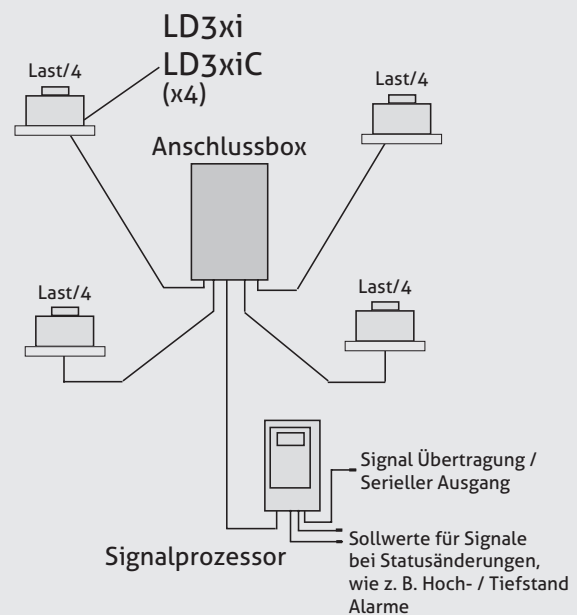 LD3xi
LD3xiC
(x4)
Last/4
Last/4
Anschlussbox
Last/4
Last/4
Signal Übertragung /
Serieller Ausgang
Signalprozessor
Sollwerte für Signale
bei Statusänderungen,
wie z. B. Hoch- / Tiefstand
Alarme